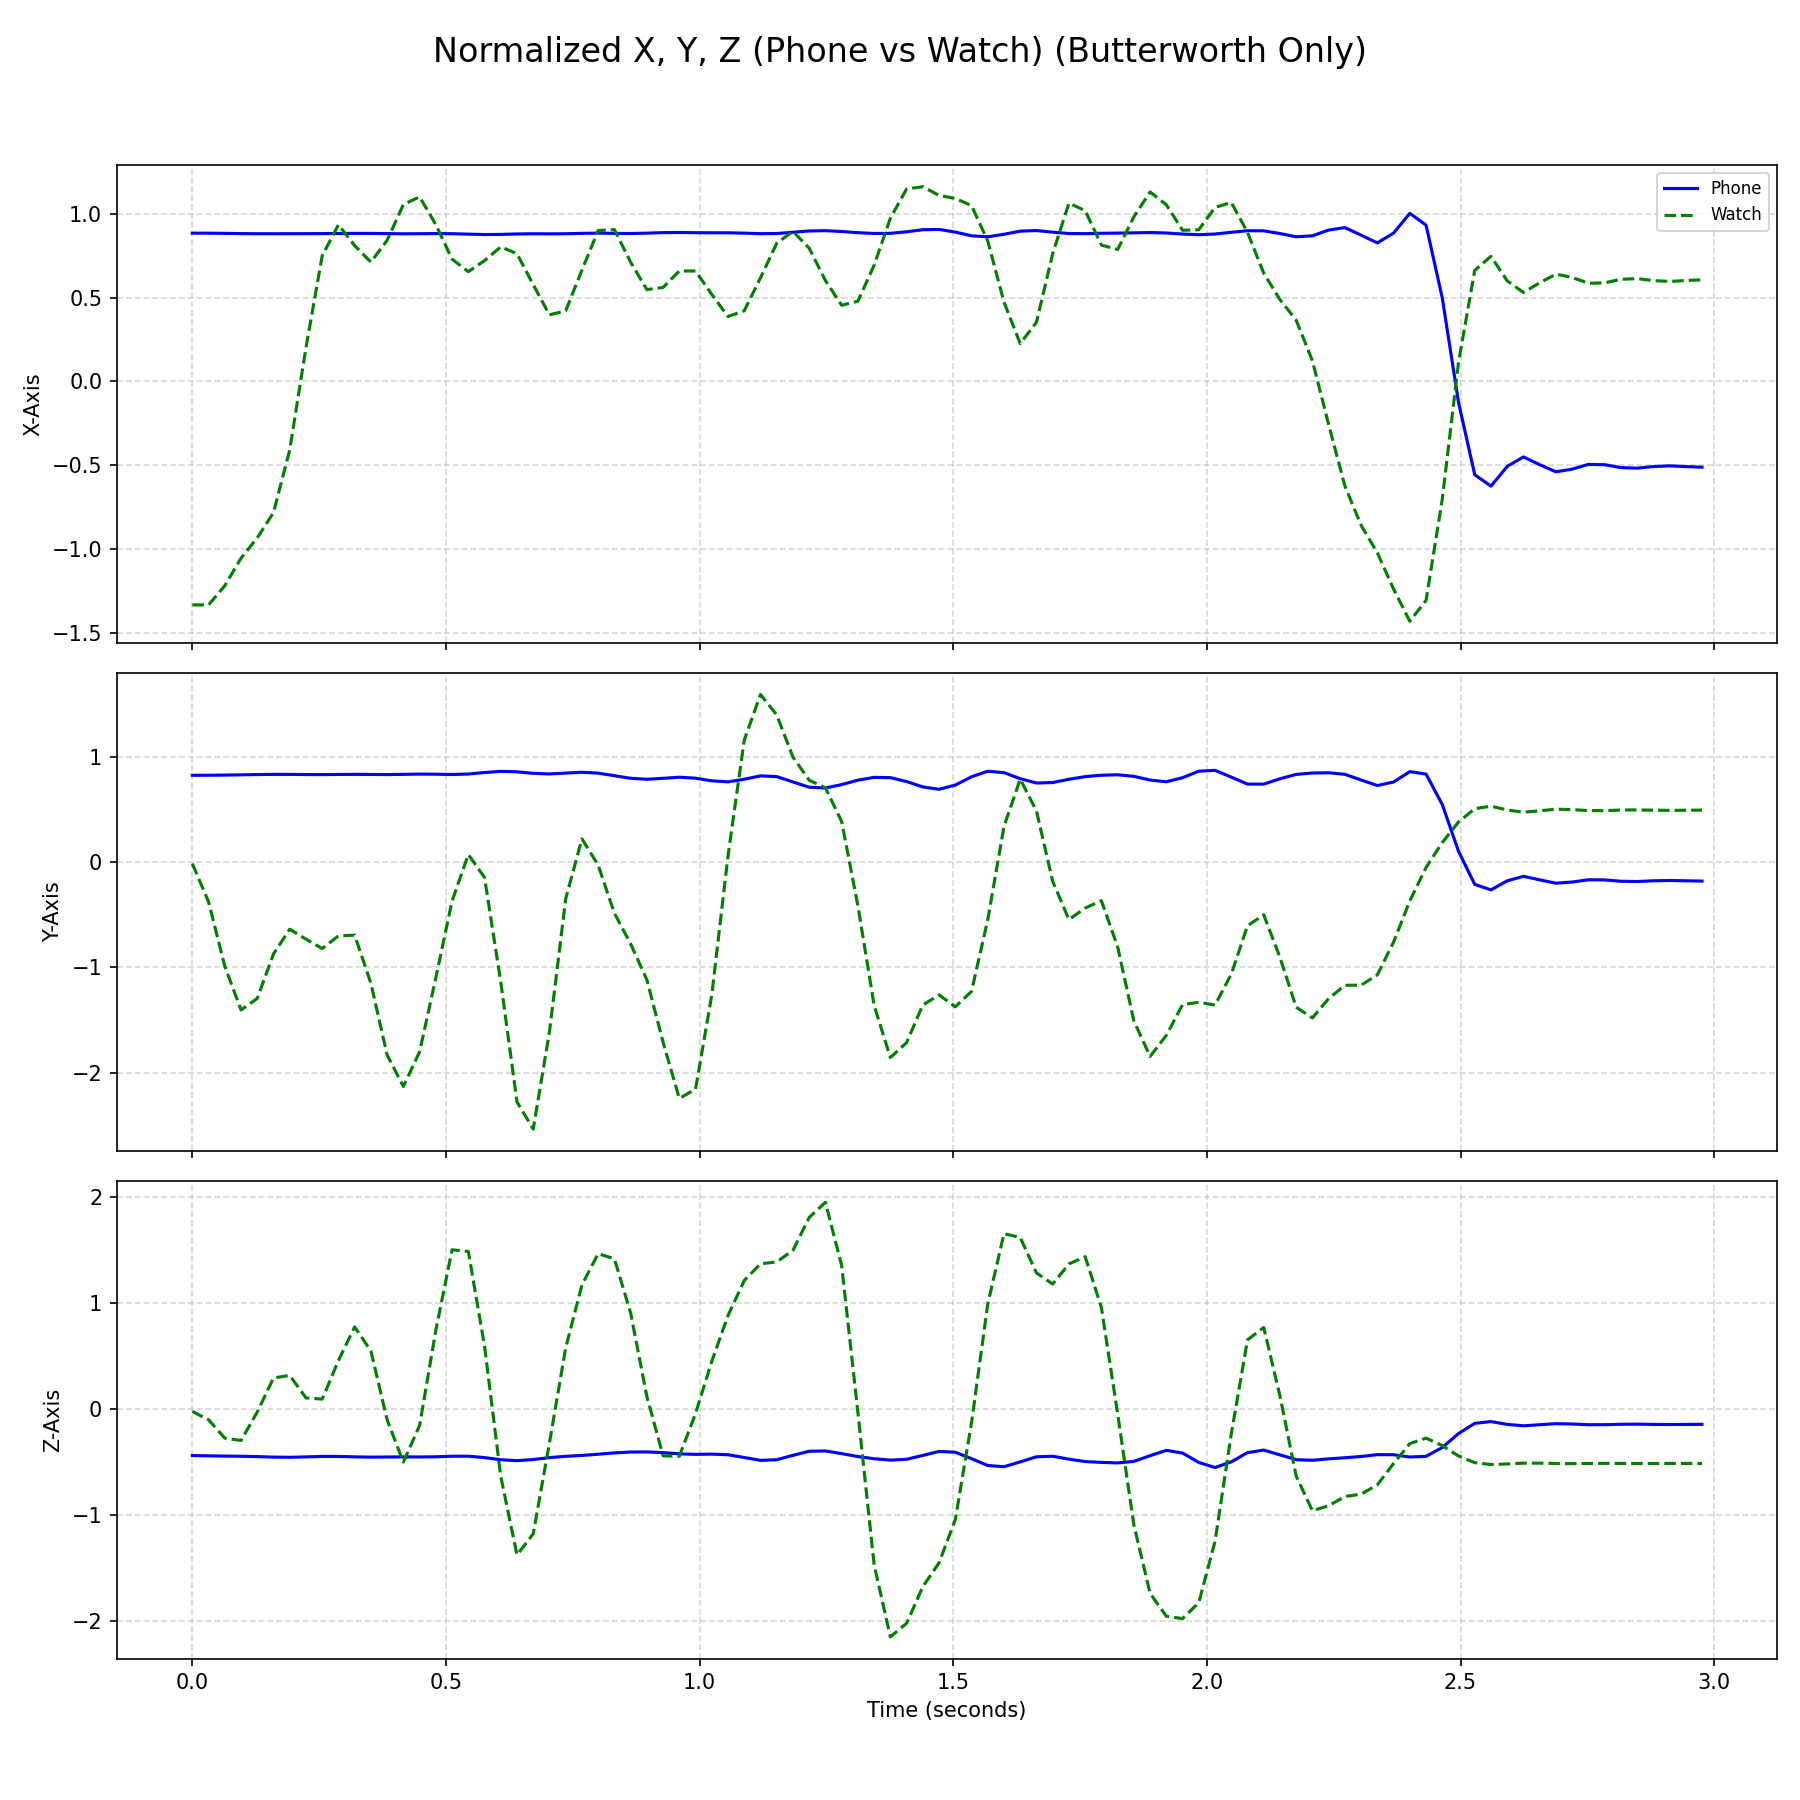 Normalized X, Y, Z (Phone vs Watch) (Butterworth Only)
Phone
Watch
X-Axis
1.0
0.5
0.0
−0.5
−1.0
−1.5
Y-Axis
1
0
−1
−2
Z-Axis
2
1
0
−1
−2
0.0 0.5 1.0 1.5 2.0 2.5 3.0
Time (seconds)